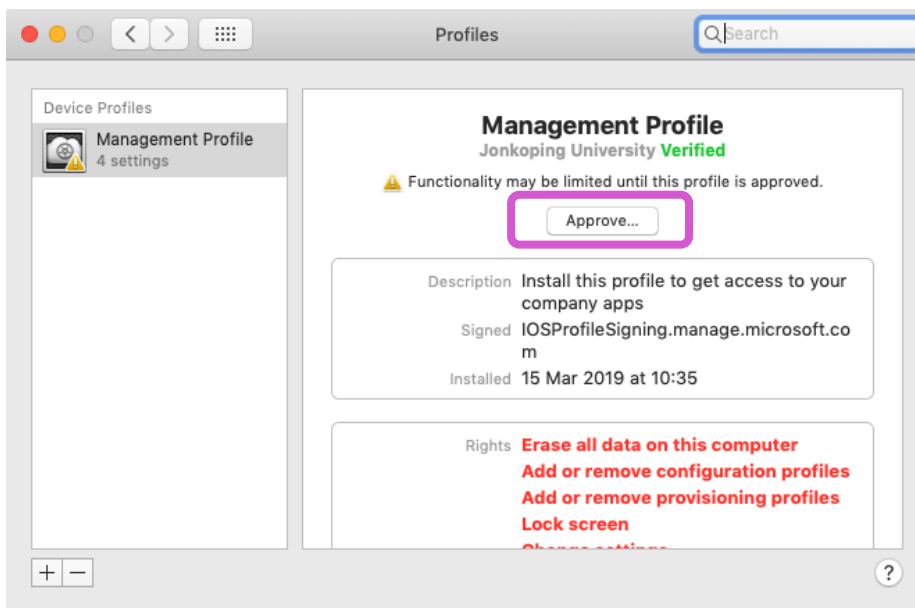 Profiles
Search
Device Profiles
Management Profile
4 settings
Management Profile
Jonkoping University Verified
Functionality may be limited until this profile is approved.
Approve...
Description Install this profile to get access to your
company apps
Signed IOSProfileSigning.manage.microsoft.co
m
Installed 15 Mar 2019 at 10:35
Rights Erase all data on this computer
Add or remove configuration profiles
Add or remove provisioning profiles
Lock screen
Change settings
+ −
?